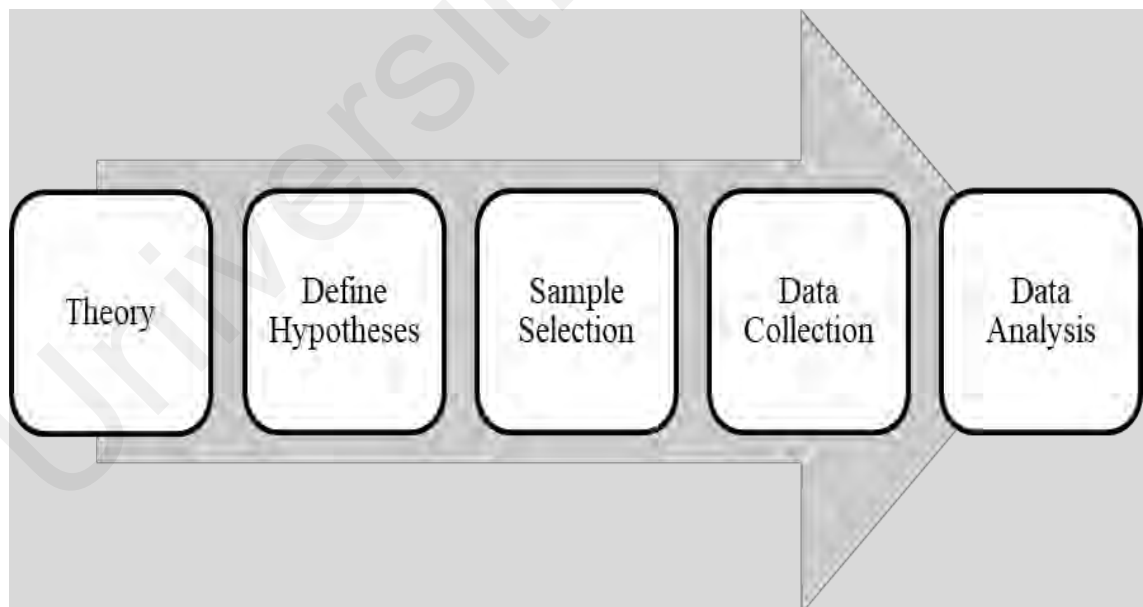 Theory
Define
Hypotheses
Sample
Selection
Data
Collection
Data
Analysis